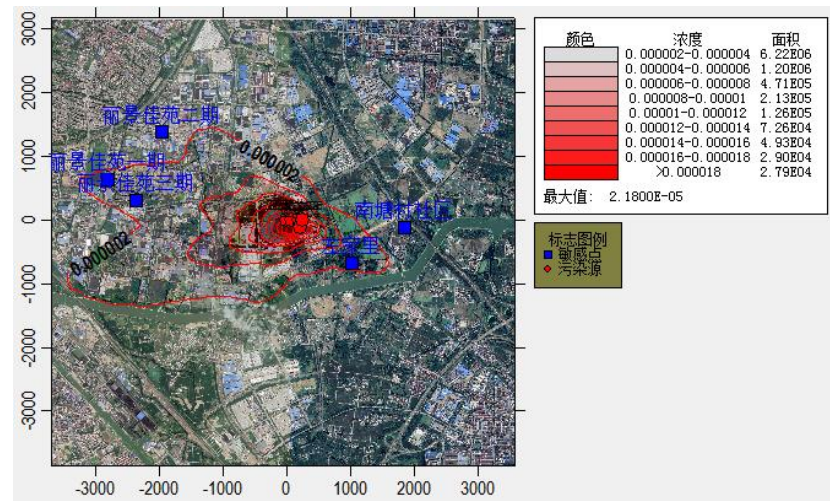 3000
2000
1000
0
-1000
-2000
-3000
-3000 -2000 -1000 0 1000 2000 3000
丽景佳苑二期
丽景佳苑一期
丽景佳苑三期
南塘村社区
0.000002
0.000002
颜色 浓度 面积
0.000002-0.000004 6.22E06
0.000004-0.000006 1.20E06
0.000006-0.000008 4.71E05
0.000008-0.00001 2.13E05
0.00001-0.000012 1.26E05
0.000012-0.000014 7.26E04
0.000014-0.000016 4.93E04
0.000016-0.000018 2.90E04
>0.000018 2.79E04
最大值: 2.1800E-05
标志图例
敏感点
污染源